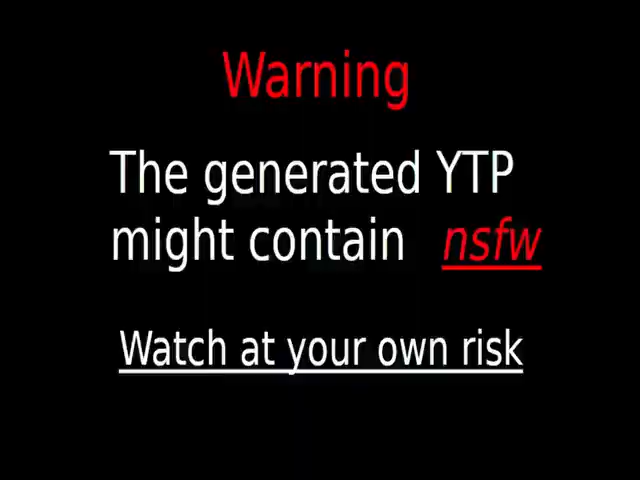 Warning
The generated YTP
might contain nsfw
Watch at your own risk